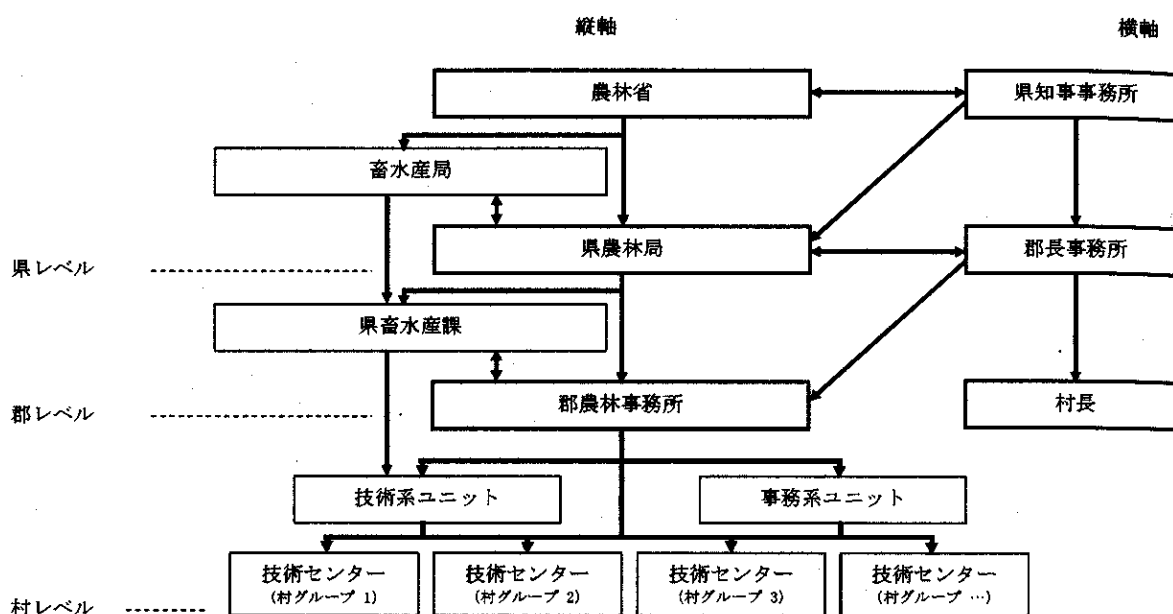 縦軸
横軸
農林省
県知事事務所
畜水産局
県農林局
郡長事務所
県レベル
県畜水産課
郡農林事務所
村長
郡レベル
技術系ユニット
事務系ユニット
技術センター
(村グループ 1)
技術センター
(村グループ 2)
技術センター
(村グループ 3)
技術センター
(村グループ …)
村レベル